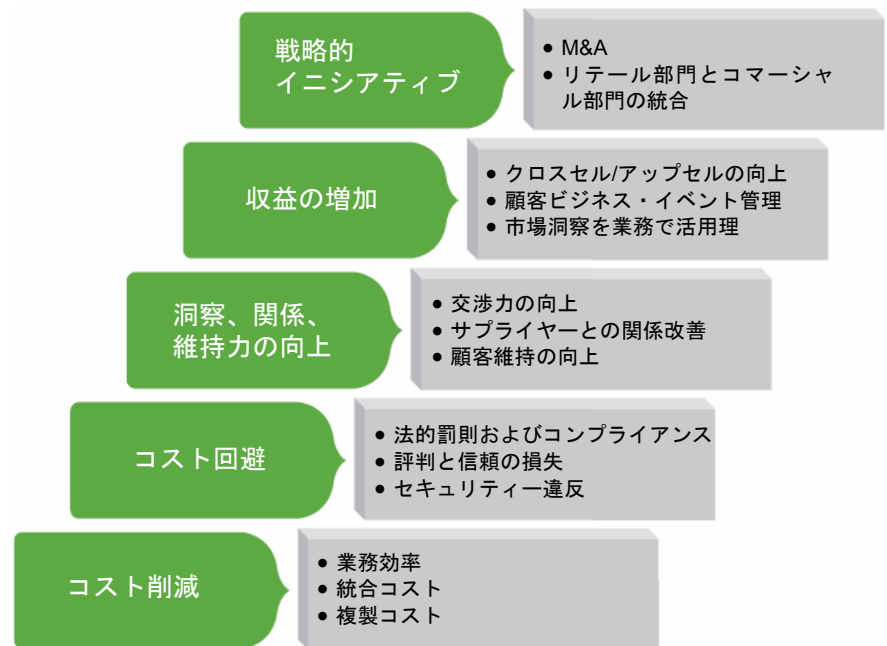 戦略的
イニシアティブ
• M&A
• リテール部門とコマーシャ
ル部門の統合
収益の増加
• クロスセル/アップセルの向上
• 顧客ビジネス・イベント管理
• 市場洞察を業務で活用理
洞察、関係、
維持力の向上
• 交渉力の向上
• サプライヤーとの関係改善
• 顧客維持の向上
コスト回避
• 法的罰則およびコンプライアンス
• 評判と信頼の損失
• セキュリティー違反
コスト削減
• 業務効率
• 統合コスト
• 複製コスト